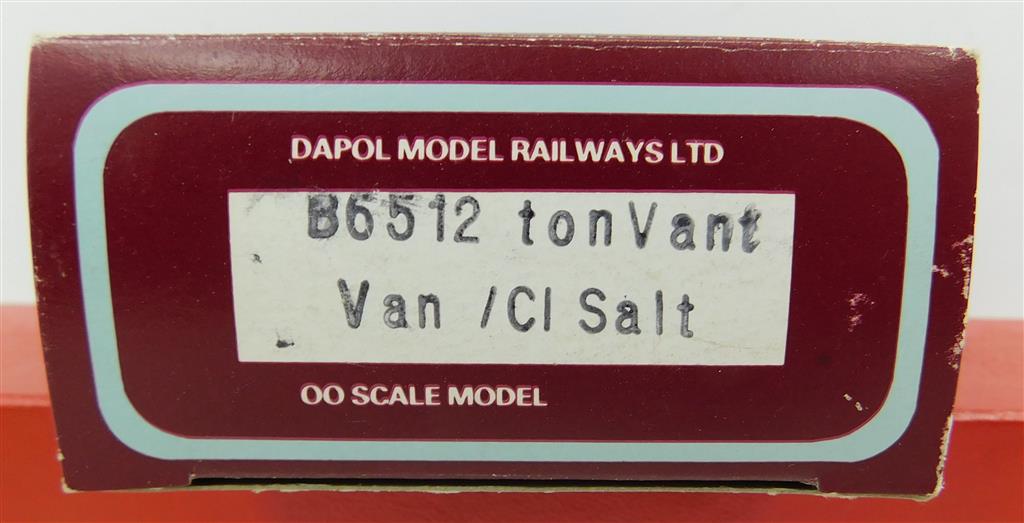 DAPOL MODEL RAILWAYS LTD
B6512 tonVant
Van /Cl Salt
OO SCALE MODEL